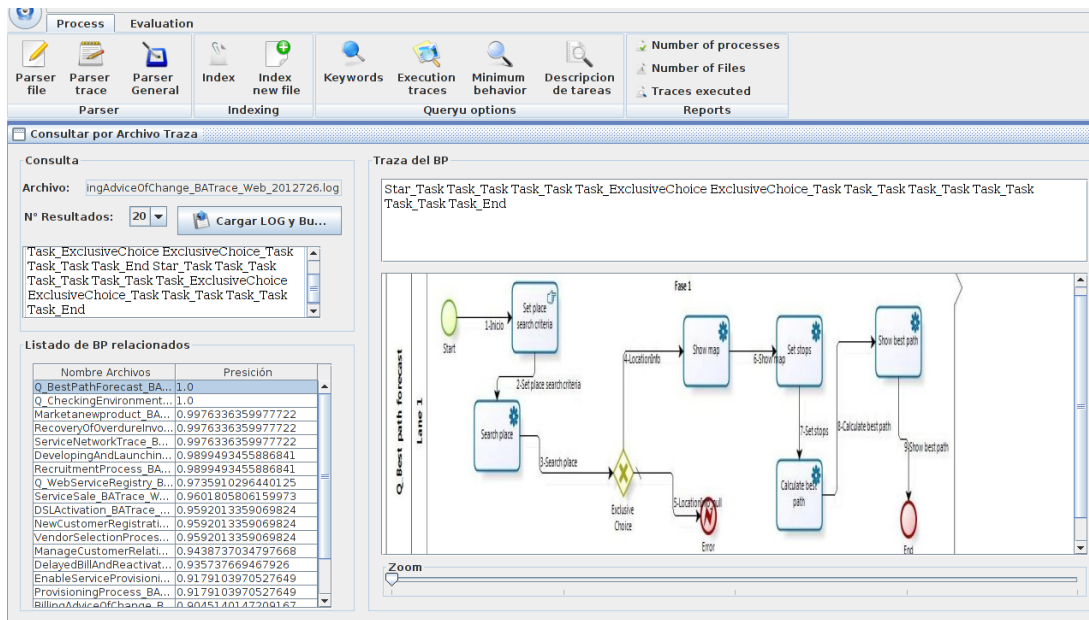 Process Evaluation
Parser file
Parser trace
Parser General
Index
Index new file
Keywords
Execution traces
Minimum behavior
Descripcion de tareas
Number of processes
Number of Files
Traces executed
Parser
Indexing
Queryu options
Reports
Consultar por Archivo Traza
Consulta
Archivo: ingAdviceOfChange_BATrace_Web_2012726.log
N° Resultados: 20 Cargar LOG y Bu...
Task_ExclusiveChoice ExclusiveChoice_Task
Task_Task Task_End Star_Task Task_Task
Task_Task Task_Task Task_ExclusiveChoice
ExclusiveChoice_Task Task_Task Task_Task
Task_End
Listado de BP relacionados
Nombre Archivos Presición
Q_BestPathForecast_BA... 1.0
Q_CheckingEnvironment... 1.0
Marketanewproduct_BA... 0.9976336359977722
RecoveryOfOverdureInvo... 0.9976336359977722
ServiceNetworkTrace_B... 0.9976336359977722
DevelopingAndLaunchin... 0.9899493455886841
RecruitmentProcess_BA... 0.9899493455886841
Q_WebServiceRegistry_B... 0.9735910296440125
ServiceSale_BATrace_W... 0.9601805806159973
DSLActivation_BATrace_... 0.9592013359069824
NewCustomerRegistrati... 0.9592013359069824
VendorSelectionProces... 0.9592013359069824
ManageCustomerRelati... 0.9438737034797668
DelayedBillAndReactivat... 0.935737669467926
EnableServiceProvisioni... 0.9179103970527649
ProvisioningProcess_BA... 0.9179103970527649
BillingAdviceOfChange_B... 0.9045140147209167
Traza del BP
Star_Task Task_Task Task_Task Task_ExclusiveChoice ExclusiveChoice_Task Task_Task Task_Task Task_Task
Task_Task Task_End
Q_Best path forecast
Lane 1
Fase 1
Start
1-Inicio
Set place
search criteria
2-Set place search criteria
Search place
3-Search place
Exclusive
Choice
4-LocationInfo
5-LocationInfo_null
Error
Show map
6-Show map
Set stops
7-Set stops
Calculate best
path
8-Calculate best path
Show best path
9-Show best path
End
Zoom